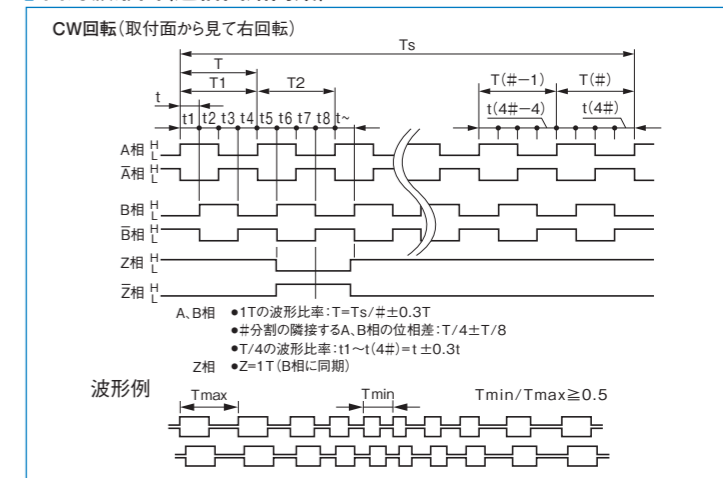 CW回転(取付面から見て右回転)
Ts
T
T1 T2 T(#−1) T(#)
t
t1 t2 t3 t4 t5 t6 t7 t8 t~ t(4#−4) t(4#)
A相 H L
A̅相 H L
B相 H L
B̅相 H L
Z相 H L
Z̅相 H L
A、B相 ●1Tの波形比率:T=Ts/#±0.3T
●#分割の隣接するA、B相の位相差:T/4±T/8
●T/4の波形比率:t1〜t(4#)=t±0.3t
Z相 ●Z=1T(B相に同期)
波形例
Tmax Tmin Tmin/Tmax≧0.5